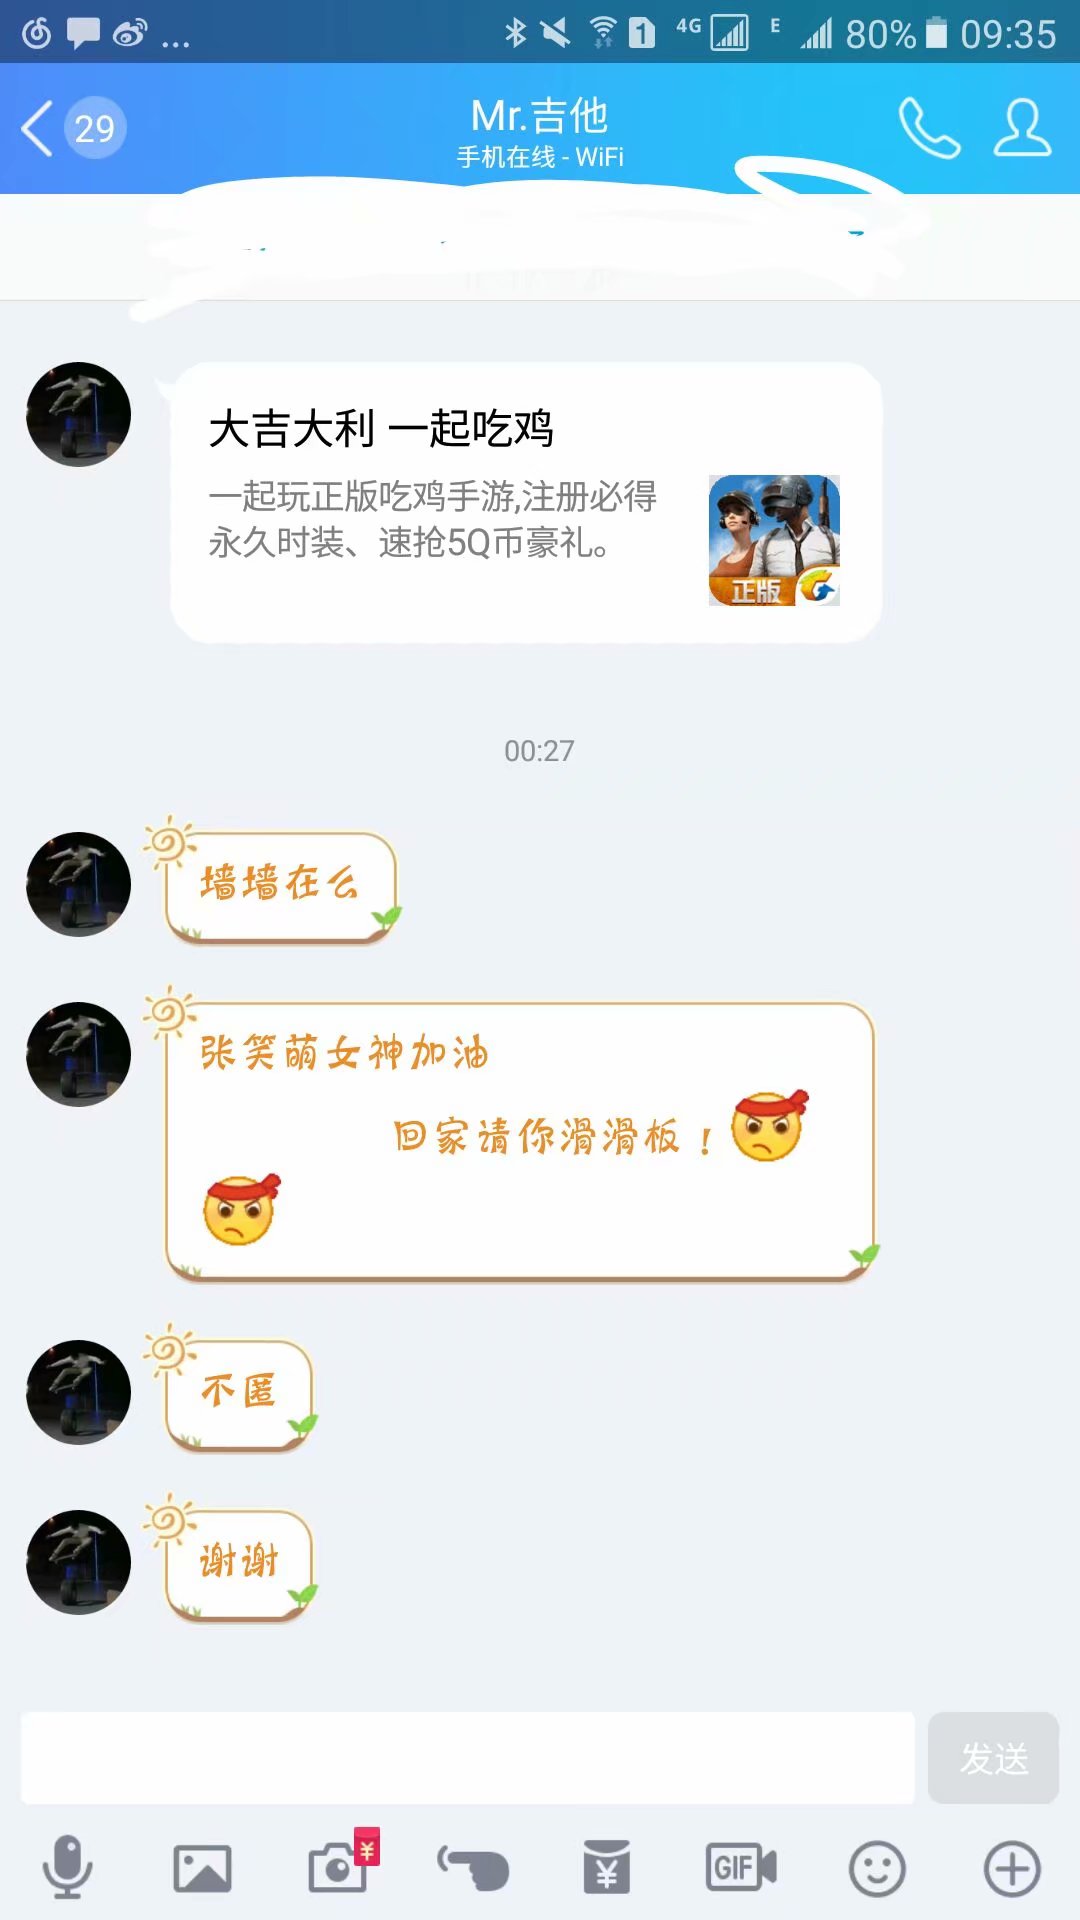 ... 1 4G E 80% 09:35
29
Mr.吉他
手机在线 - WiFi
大吉大利 一起吃鸡
一起玩正版吃鸡手游,注册必得
永久时装、速抢5Q币豪礼。
正版
00:27
墙墙在么
张笑萌女神加油
回家请你滑滑板！
不匿
谢谢
发送
¥
¥
GIF